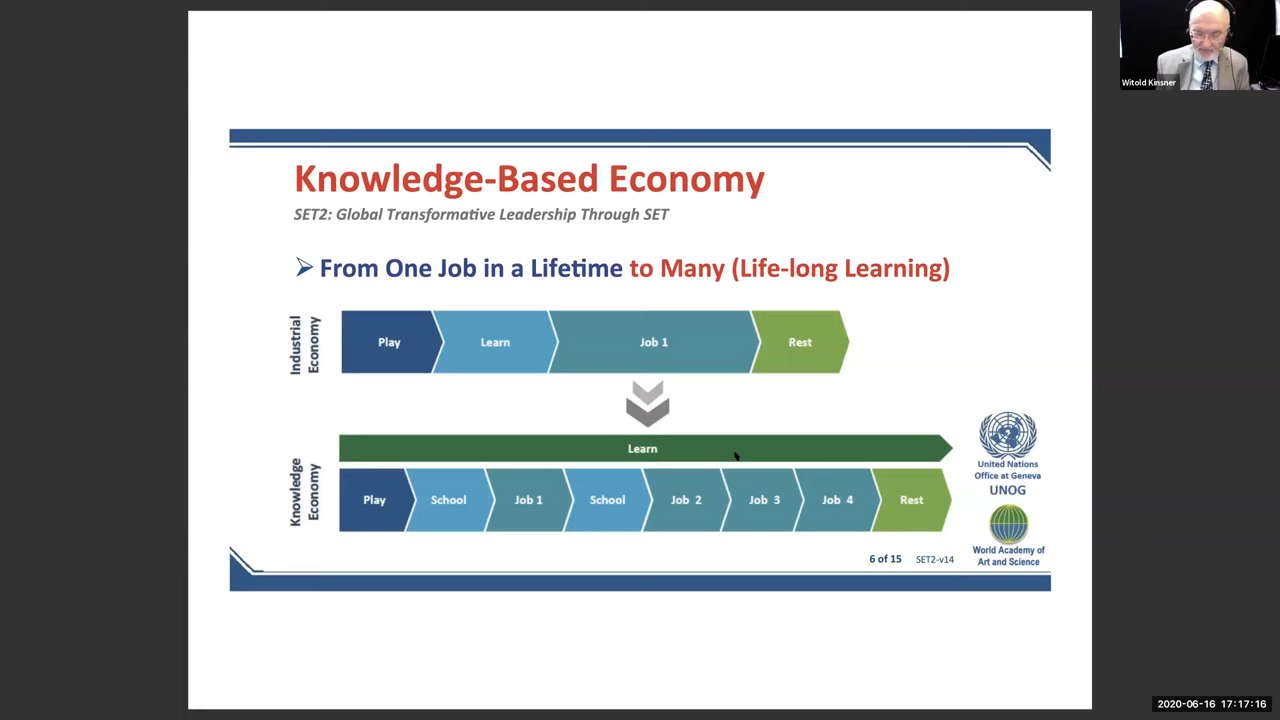 Witold Kinsner
Knowledge-Based Economy
SET2: Global Transformative Leadership Through SET
➢ From One Job in a Lifetime to Many (Life-long Learning)
Industrial
Economy
Play
Learn
Job 1
Rest
Learn
Knowledge
Economy
Play
School
Job 1
School
Job 2
Job 3
Job 4
Rest
United Nations
Office at Geneva
UNOG
World Academy of
Art and Science
6 of 15
SET2-v14
2020-06-16 17:17:16